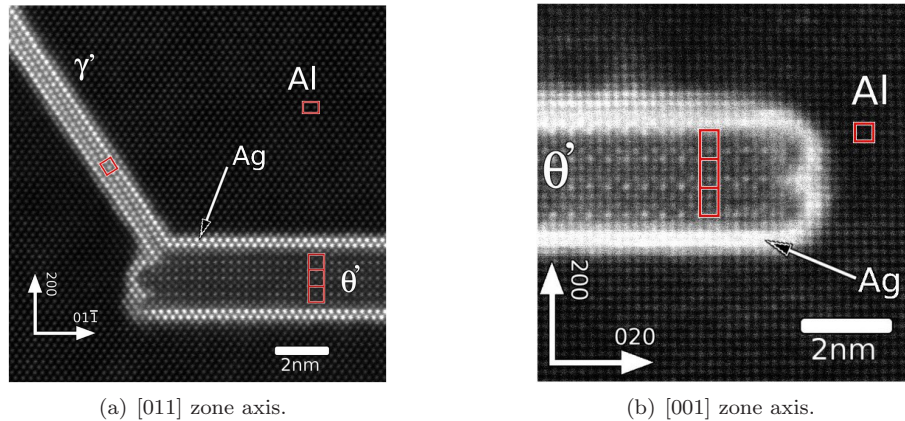 γ'
Al
Ag
θ'
200
011̅
2nm
(a) [011] zone axis.
Al
θ'
Ag
200
020
2nm
(b) [001] zone axis.